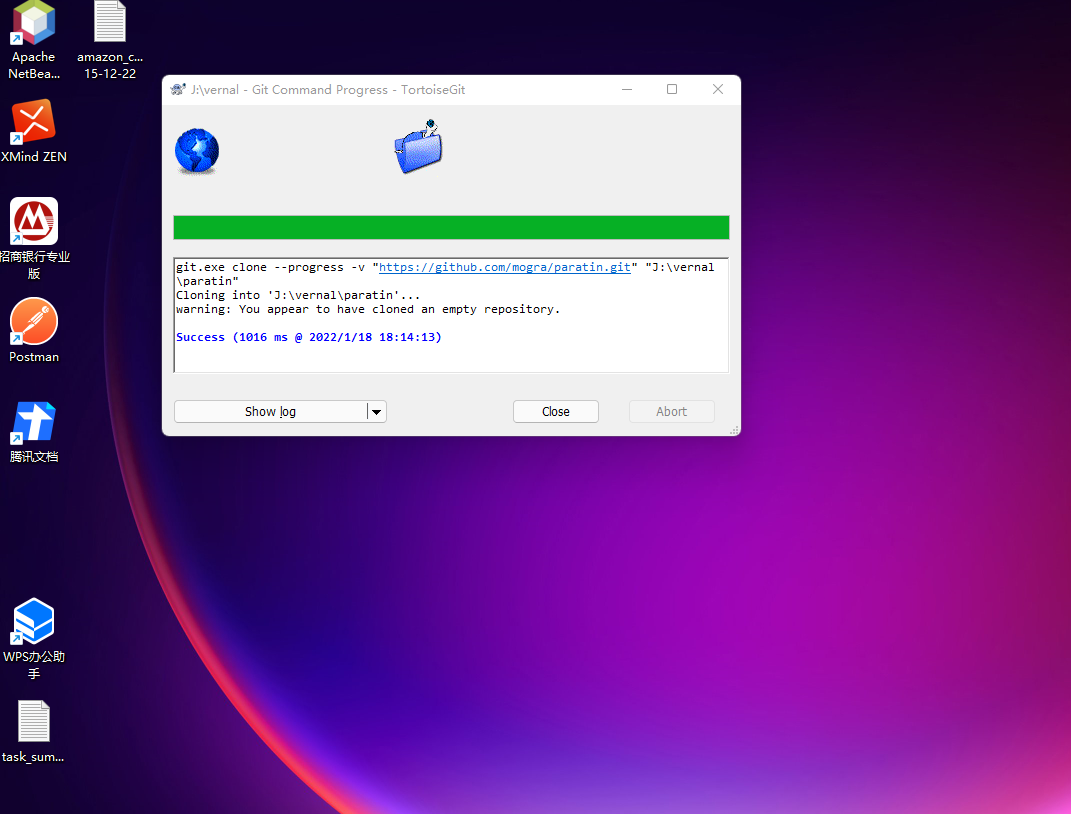 Apache
NetBea...
amazon_c...
15-12-22
XMind ZEN
招商银行专业
版
Postman
腾讯文档
WPS办公助
手
task_sum...
J:\vernal - Git Command Progress - TortoiseGit
git.exe clone --progress -v "https://github.com/mogra/paratin.git" "J:\vernal
\paratin"
Cloning into 'J:\vernal\paratin'...
warning: You appear to have cloned an empty repository.
Success (1016 ms @ 2022/1/18 18:14:13)
Show log
Close
Abort